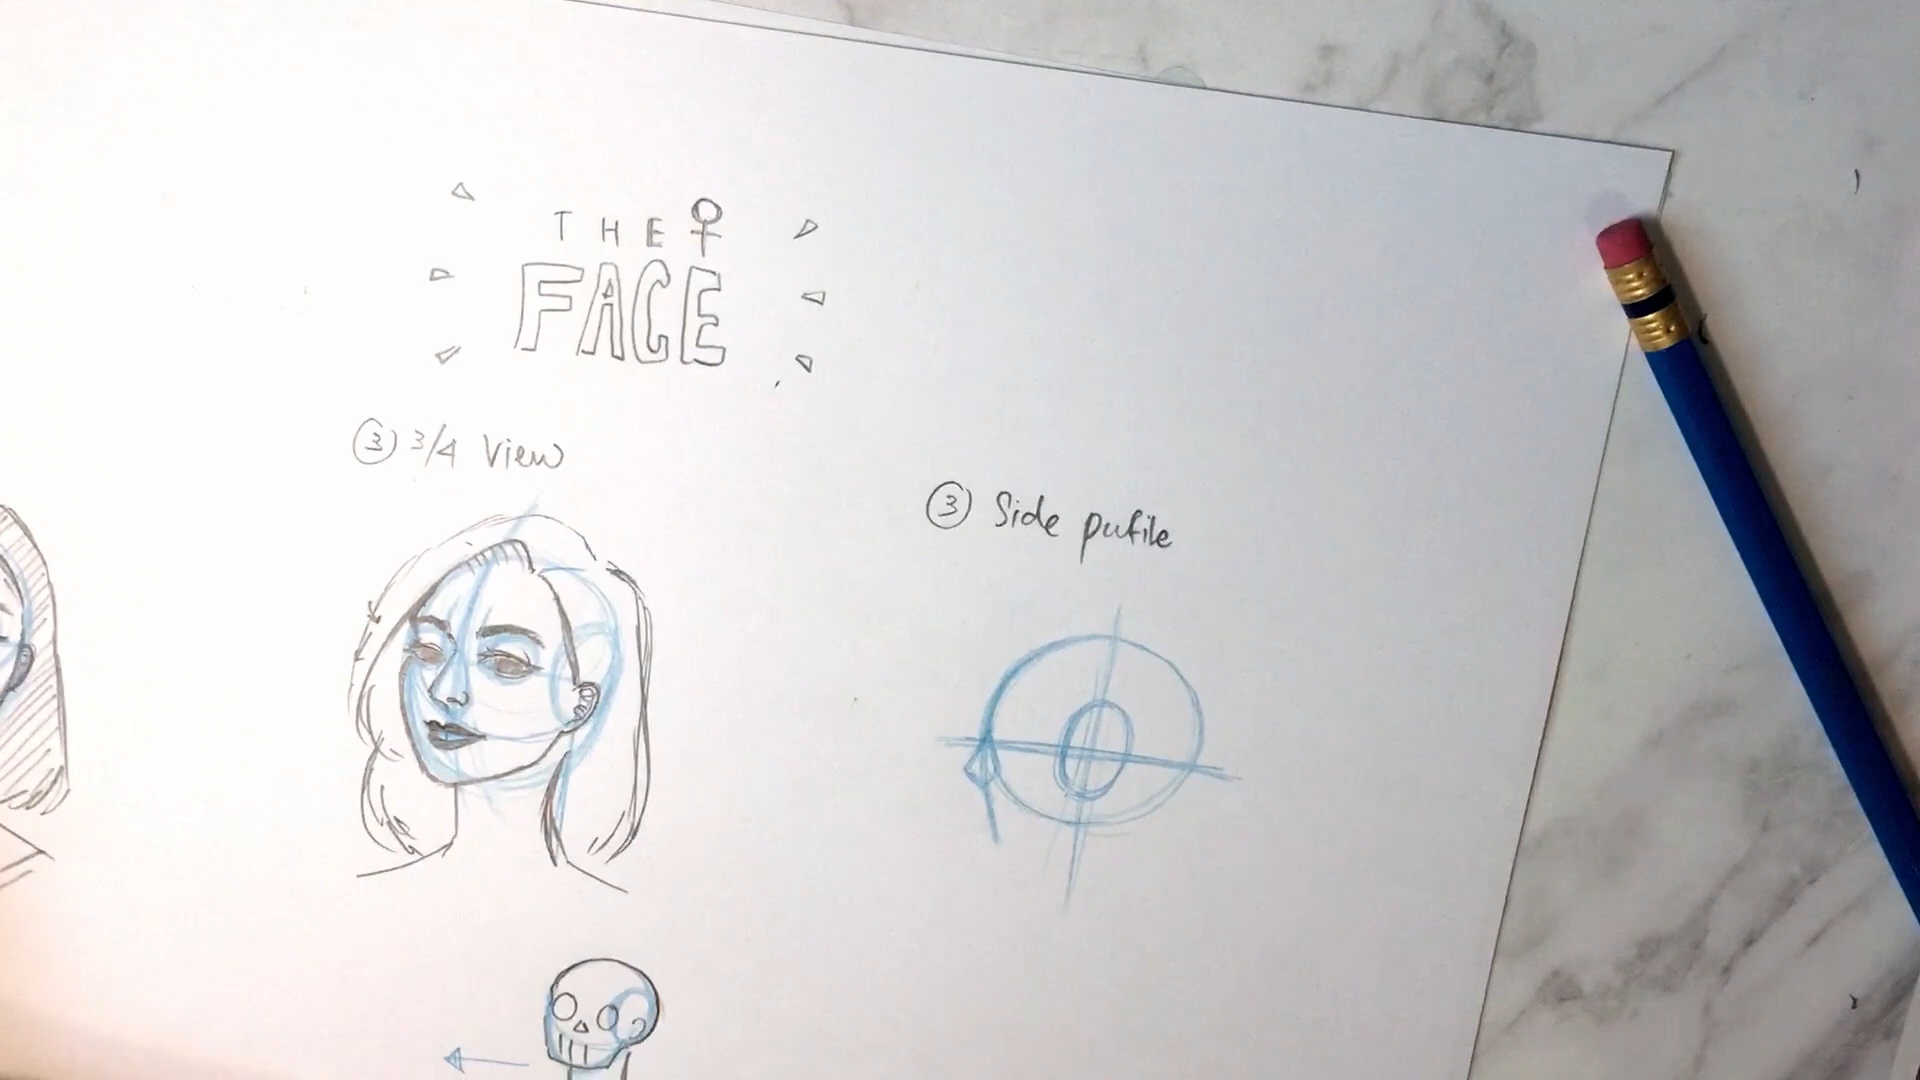 THE
FACE
③ 3/4 View
③ Side pufile